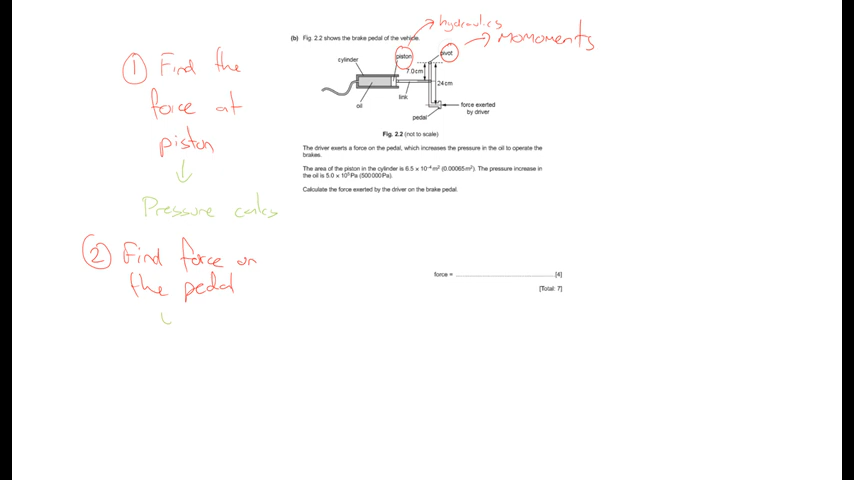 hydraulics
(b) Fig. 2.2 shows the brake pedal of the vehicle.
MOMOMENTS
piston
pivot
cylinder
7.0 cm
24 cm
link
oil
force exerted
by driver
pedal
Fig. 2.2 (not to scale)
The driver exerts a force on the pedal, which increases the pressure in the oil to operate the
brakes.
The area of the piston in the cylinder is 6.5 × 10⁻⁴ m² (0.00065 m²). The pressure increase in
the oil is 5.0 × 10⁵ Pa (500 000 Pa).
Calculate the force exerted by the driver on the brake pedal.
force = ............................................................[4]
[Total: 7]
① Find the
force at
piston
Pressure calcs
② Find force on
the pedal